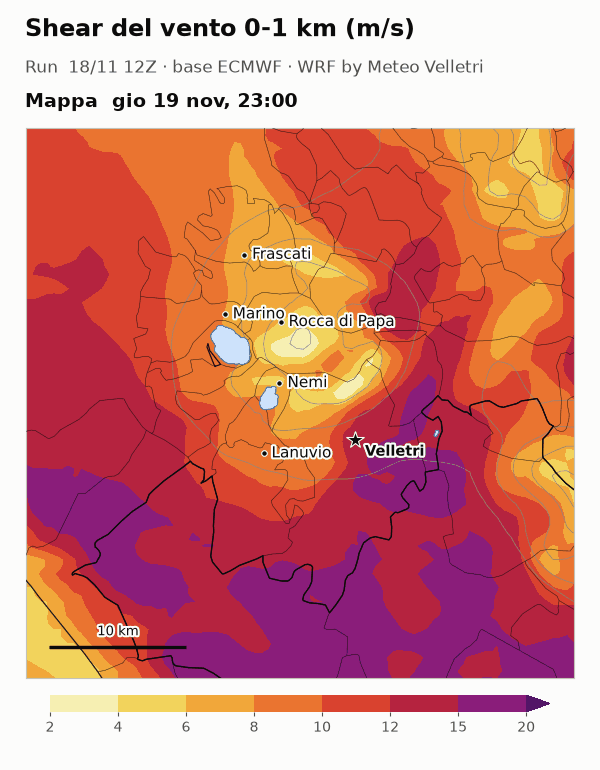 Shear del vento 0-1 km (m/s)
Run  18/11 12Z · base ECMWF · WRF by Meteo Velletri
Mappa  gio 19 nov, 23:00
Frascati
Marino
Rocca di Papa
Nemi
Velletri
Lanuvio
10 km
2 4 6 8 10 12 15 20